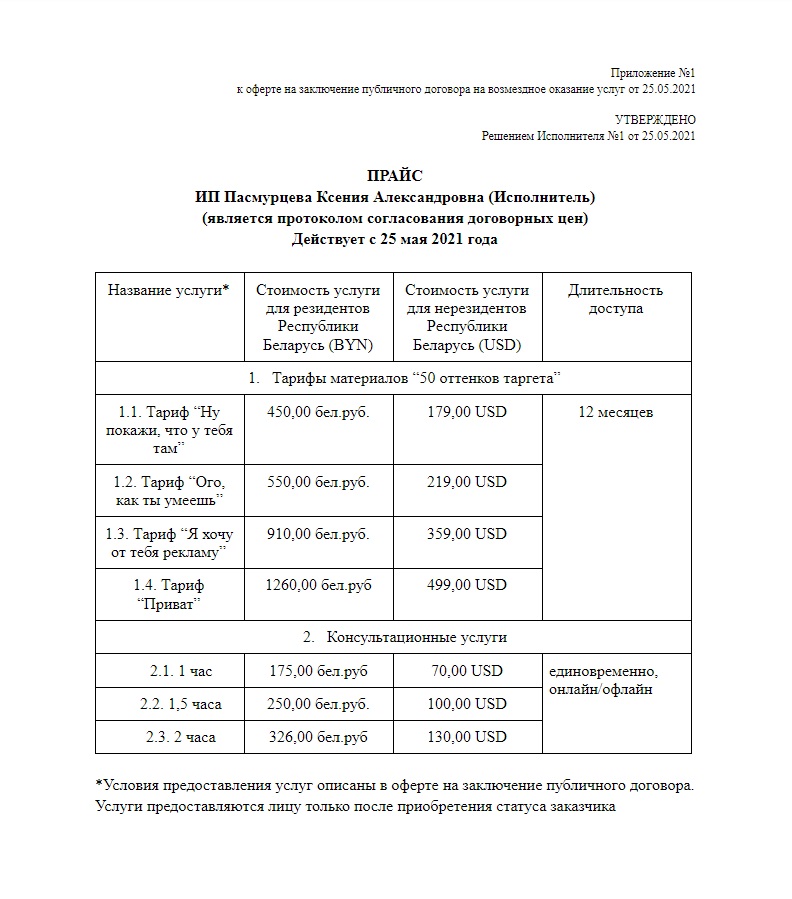 Приложение №1
к оферте на заключение публичного договора на возмездное оказание услуг от 25.05.2021
УТВЕРЖДЕНО
Решением Исполнителя №1 от 25.05.2021
ПРАЙС
ИП Пасмурцева Ксения Александровна (Исполнитель)
(является протоколом согласования договорных цен)
Действует с 25 мая 2021 года
Название услуги*
Стоимость услуги
для резидентов
Республики
Беларусь (BYN)
Стоимость услуги
для нерезидентов
Республики
Беларусь (USD)
Длительность
доступа
1. Тарифы материалов “50 оттенков таргета”
1.1. Тариф “Ну
покажи, что у тебя
там”
450,00 бел.руб.
179,00 USD
12 месяцев
1.2. Тариф “Ого,
как ты умеешь”
550,00 бел.руб.
219,00 USD
1.3. Тариф “Я хочу
от тебя рекламу”
910,00 бел.руб.
359,00 USD
1.4. Тариф
“Приват”
1260,00 бел.руб
499,00 USD
2. Консультационные услуги
2.1. 1 час
175,00 бел.руб
70,00 USD
единовременно,
онлайн/офлайн
2.2. 1,5 часа
250,00 бел.руб.
100,00 USD
2.3. 2 часа
326,00 бел.руб
130,00 USD
*Условия предоставления услуг описаны в оферте на заключение публичного договора.
Услуги предоставляются лицу только после приобретения статуса заказчика